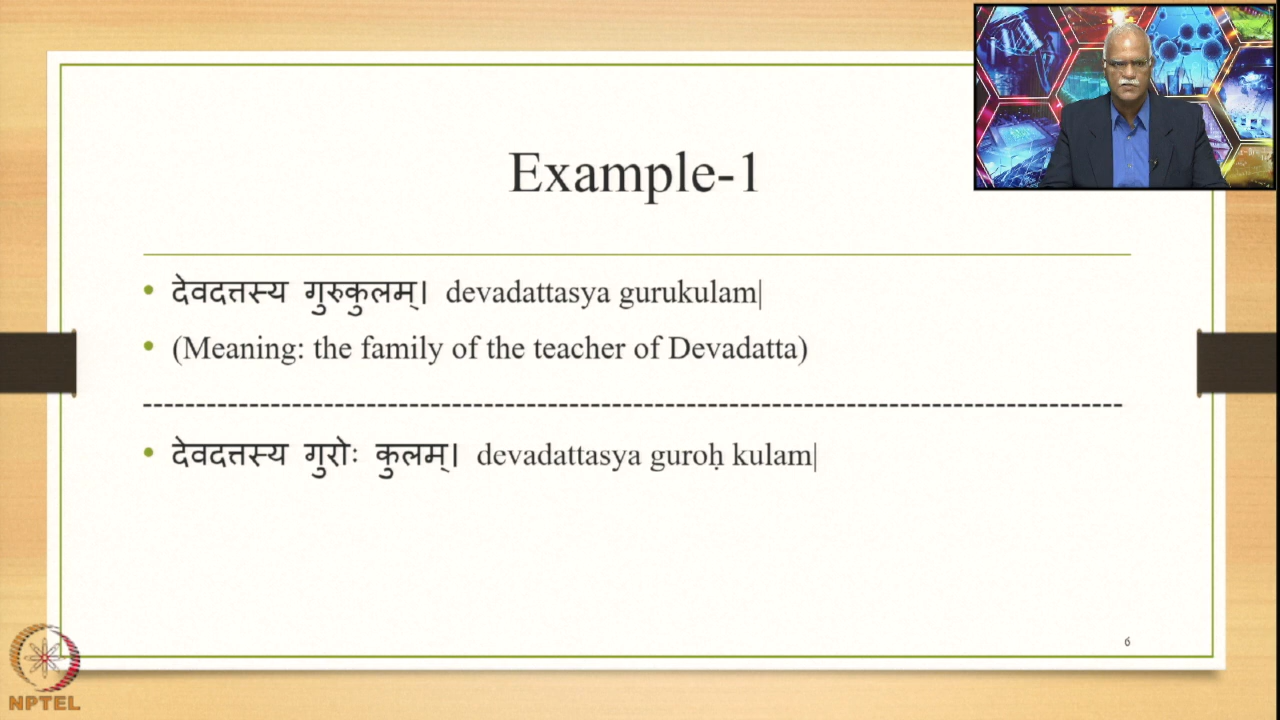 Example-1
• देवदत्तस्य गुरुकुलम्। devadattasya gurukulam|
• (Meaning: the family of the teacher of Devadatta)
---------------------------------------------------------------------------------------------
• देवदत्तस्य गुरोः कुलम्। devadattasya guroḥ kulam|
6
NPTEL